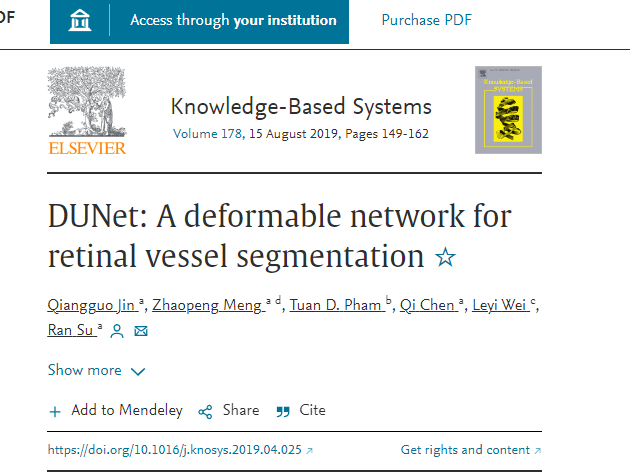 DF
Access through your institution
Purchase PDF
Knowledge-Based Systems
Volume 178, 15 August 2019, Pages 149-162
ELSEVIER
Knowledge-Based
SYSTEMS
DUNet: A deformable network for
retinal vessel segmentation ☆
Qiangguo Jin a, Zhaopeng Meng a d, Tuan D. Pham b, Qi Chen a, Leyi Wei c,
Ran Su a
Show more
Add to Mendeley
Share
Cite
https://doi.org/10.1016/j.knosys.2019.04.025
Get rights and content